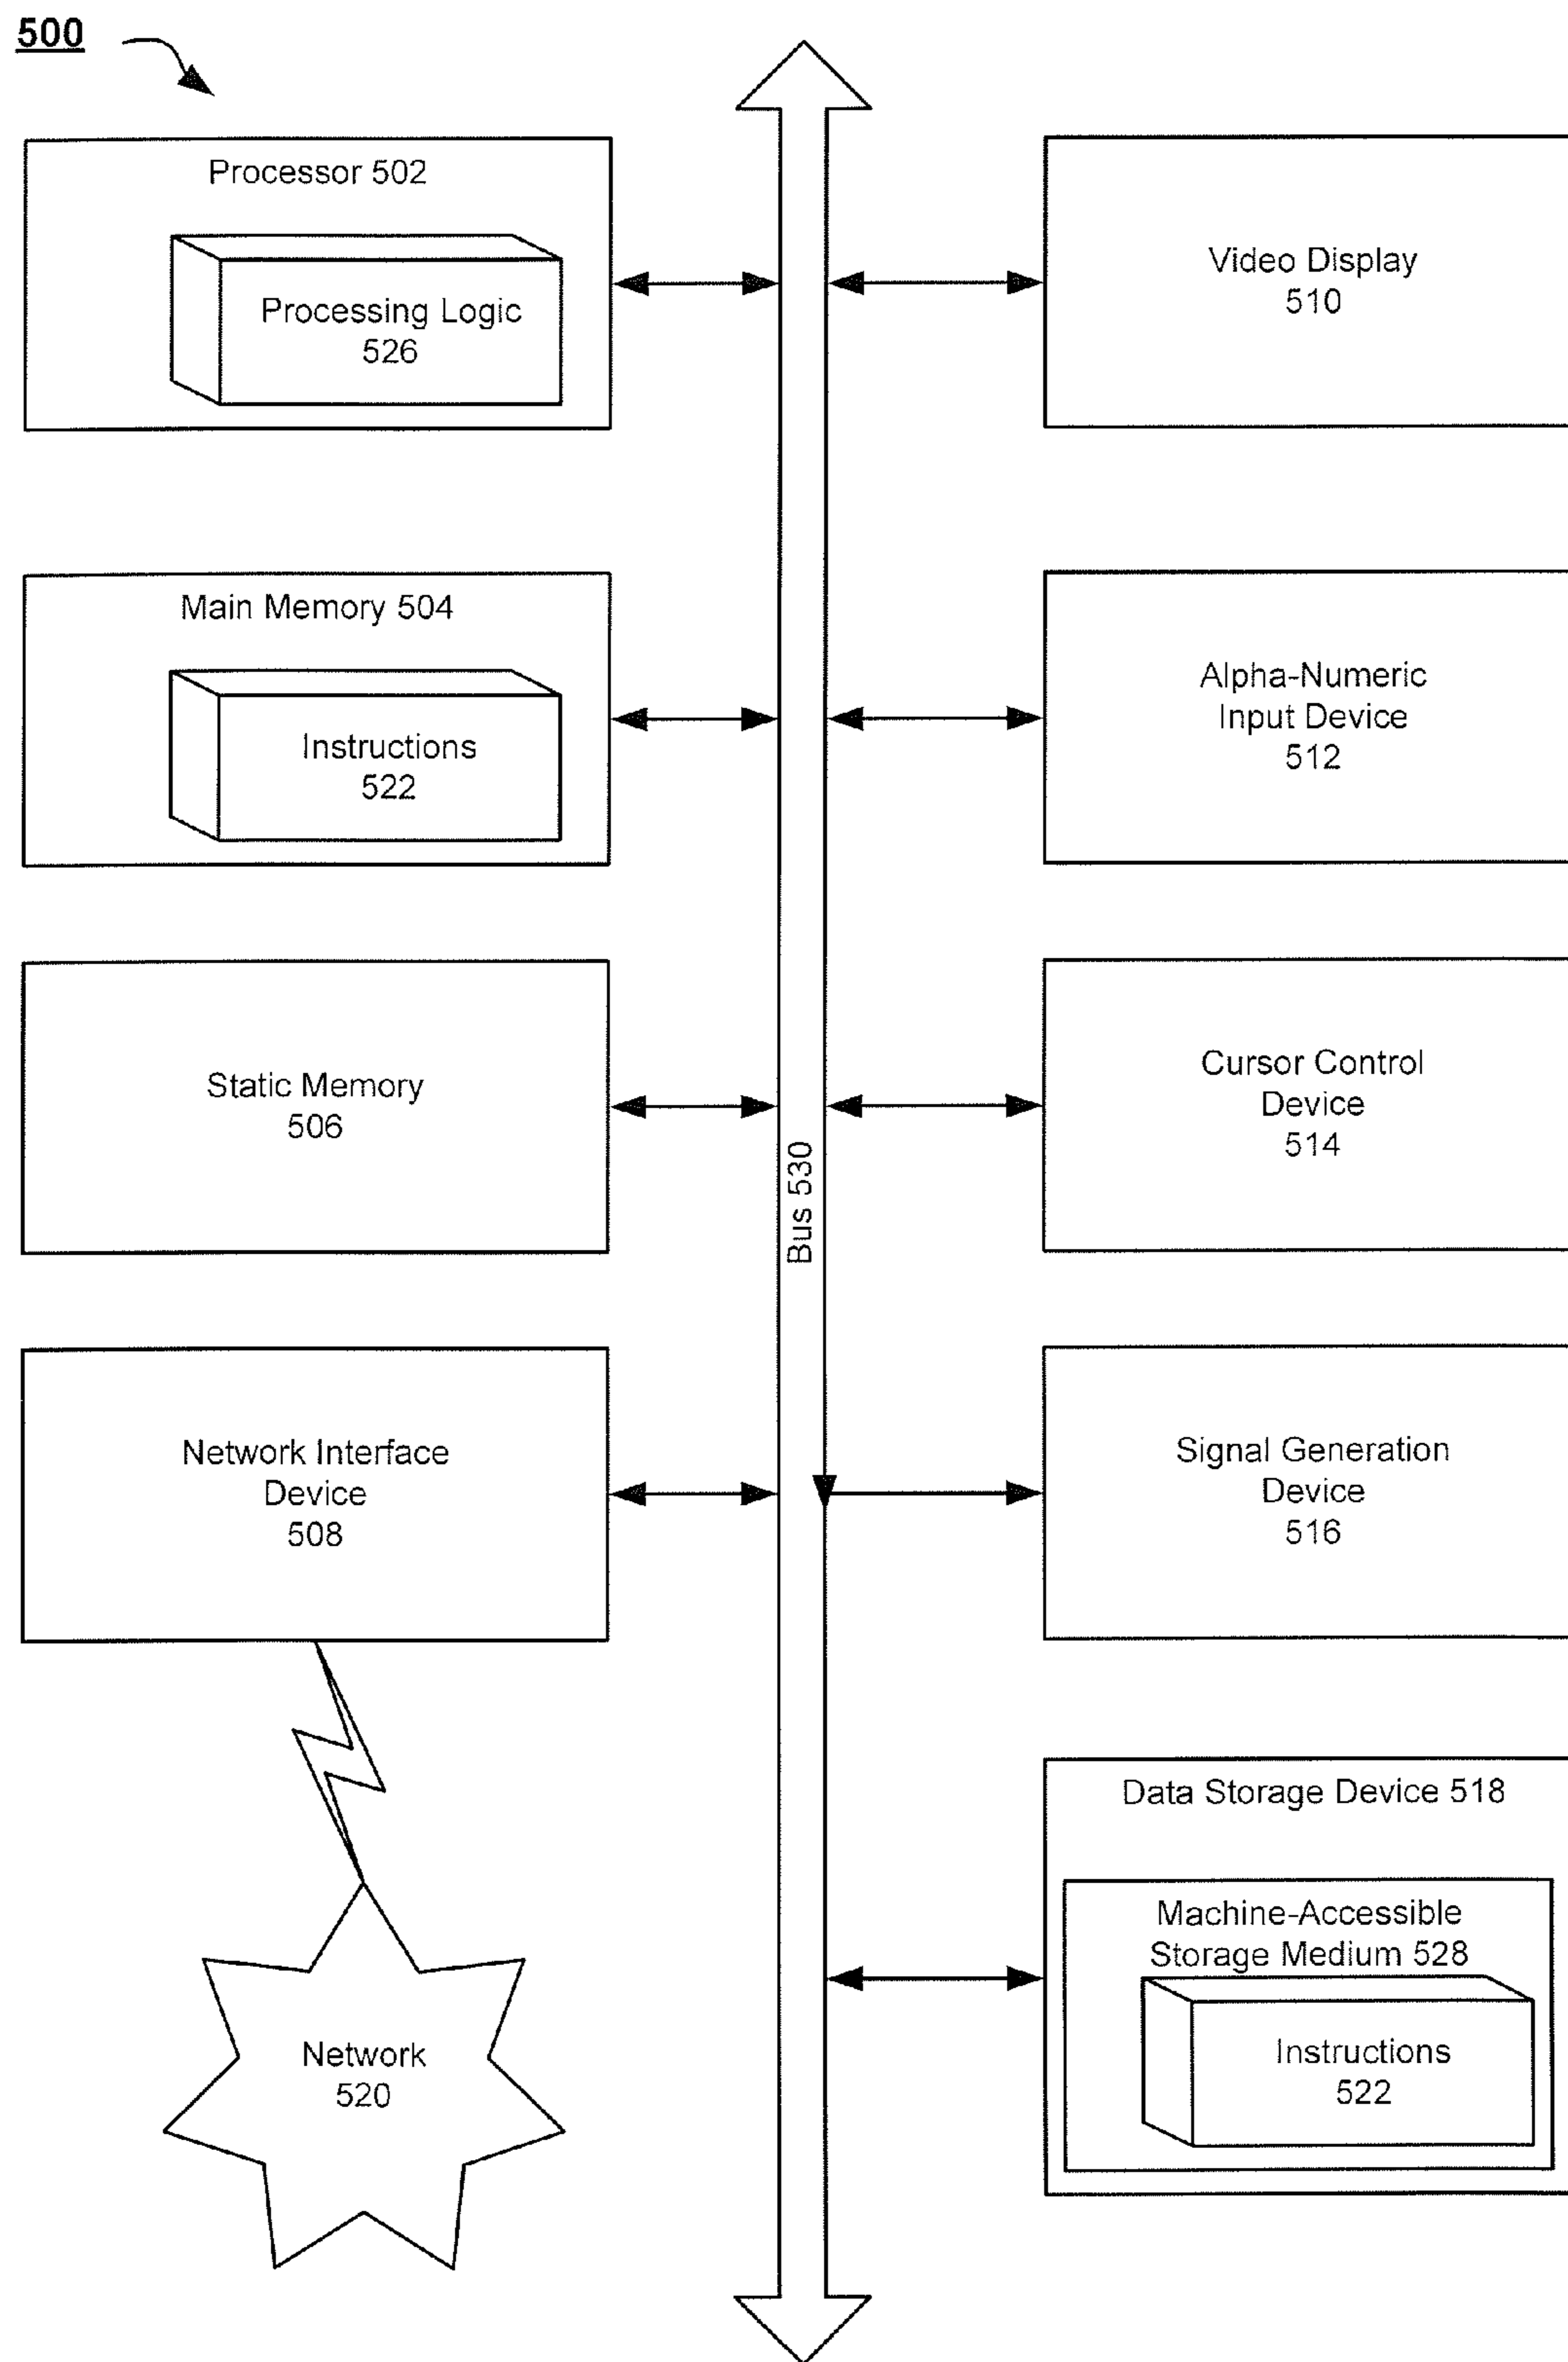 500
Processor 502
Processing Logic
526
Main Memory 504
Instructions
522
Static Memory
506
Network Interface
Device
508
Network
520
Bus 530
Video Display
510
Alpha-Numeric
Input Device
512
Cursor Control
Device
514
Signal Generation
Device
516
Data Storage Device 518
Machine-Accessible
Storage Medium 528
Instructions
522